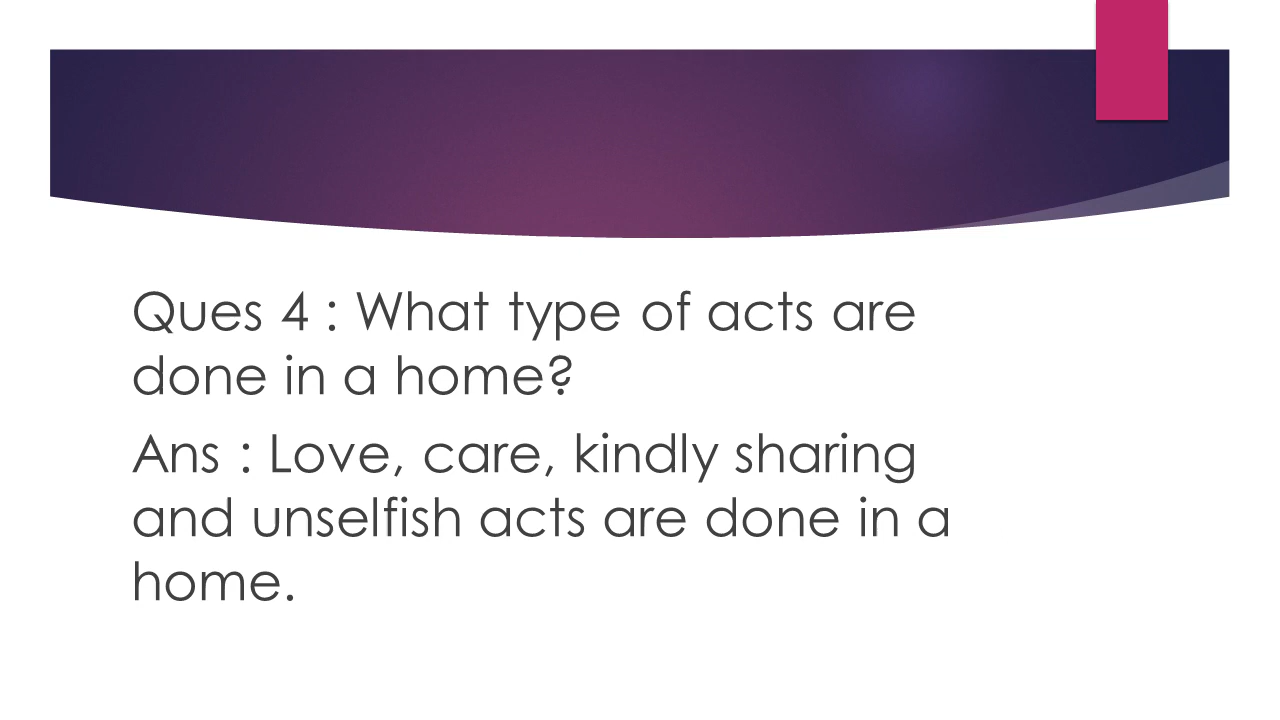 Ques 4 : What type of acts are
done in a home?
Ans : Love, care, kindly sharing
and unselfish acts are done in a
home.